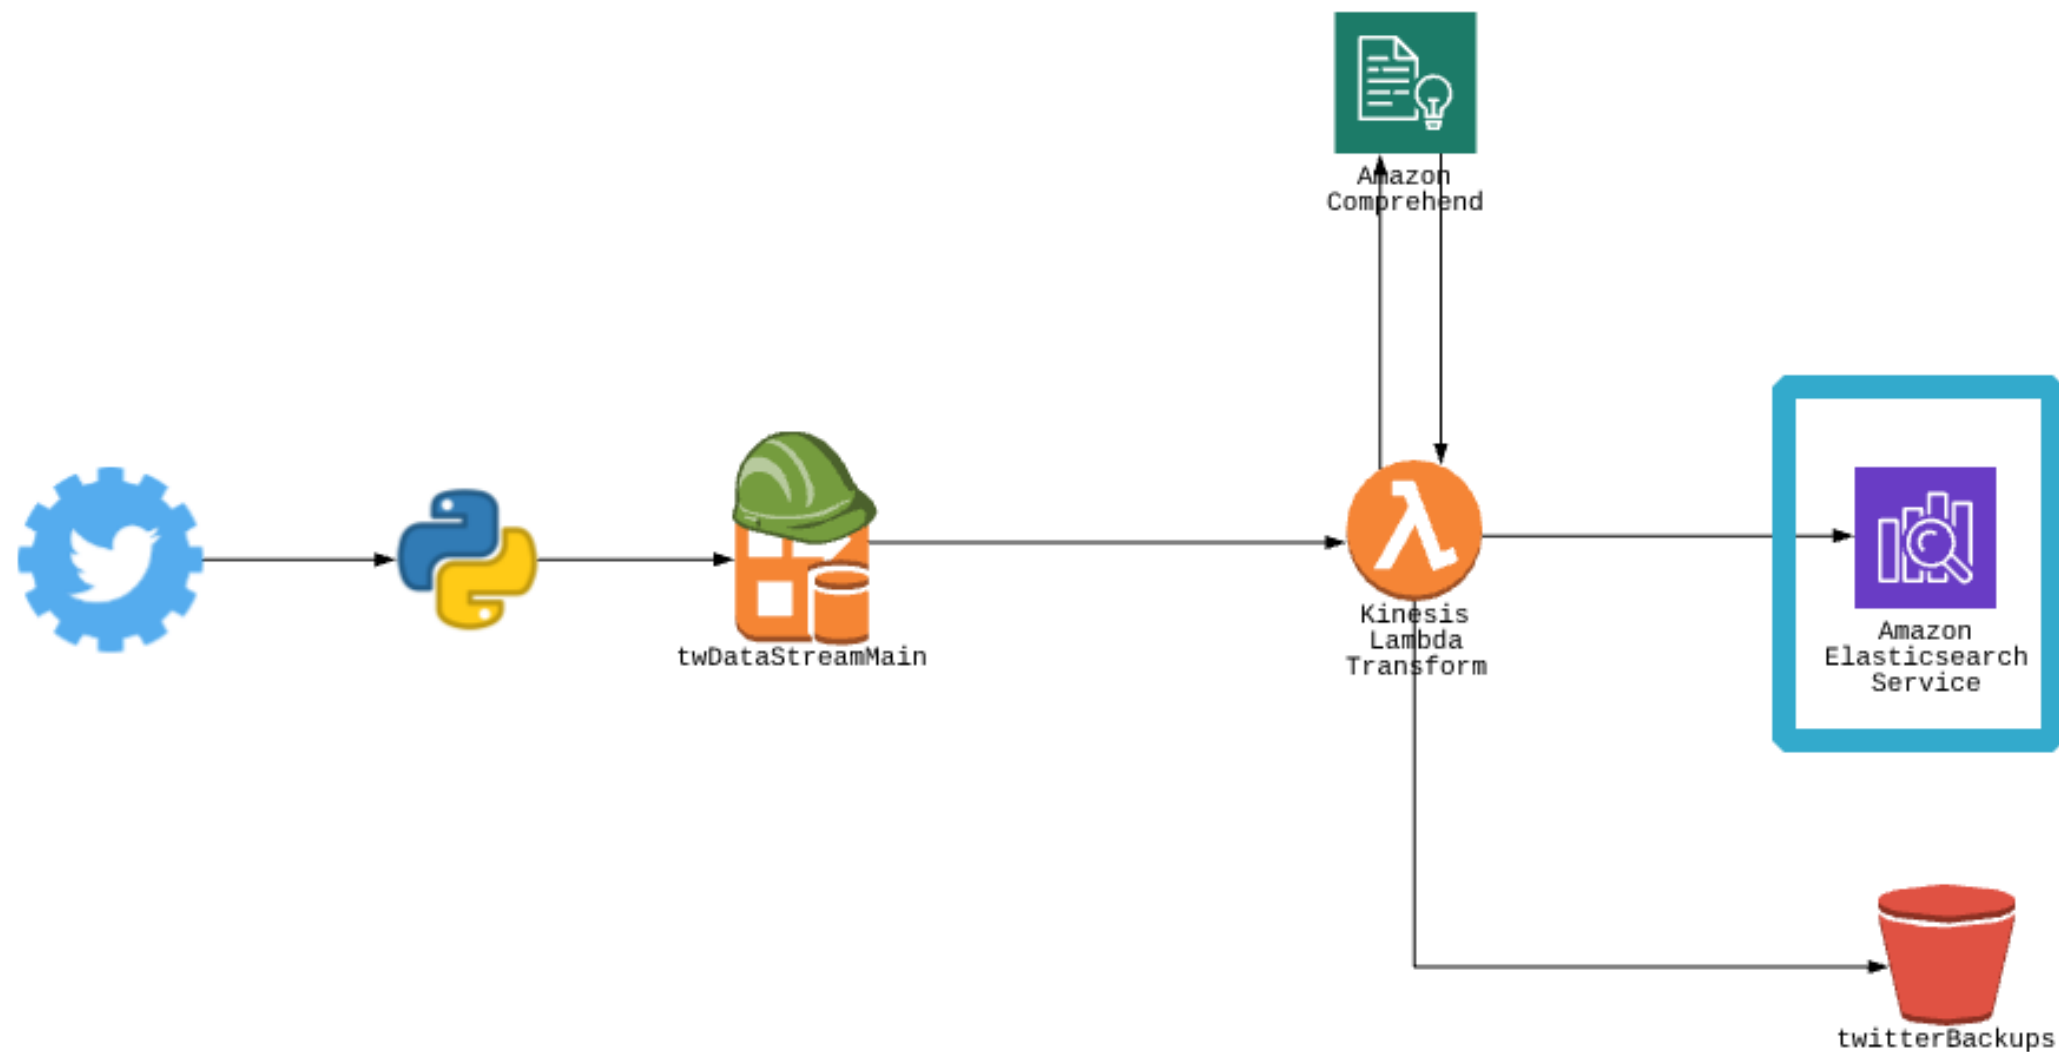 Amazon
Comprehend
twDataStreamMain
Kinesis
Lambda
Transform
Amazon
Elasticsearch
Service
twitterBackups